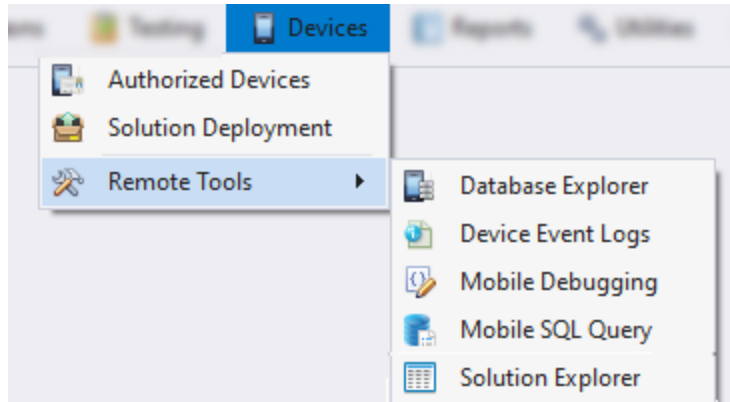 Devices
Authorized Devices
Solution Deployment
Remote Tools
Database Explorer
Device Event Logs
Mobile Debugging
Mobile SQL Query
Solution Explorer